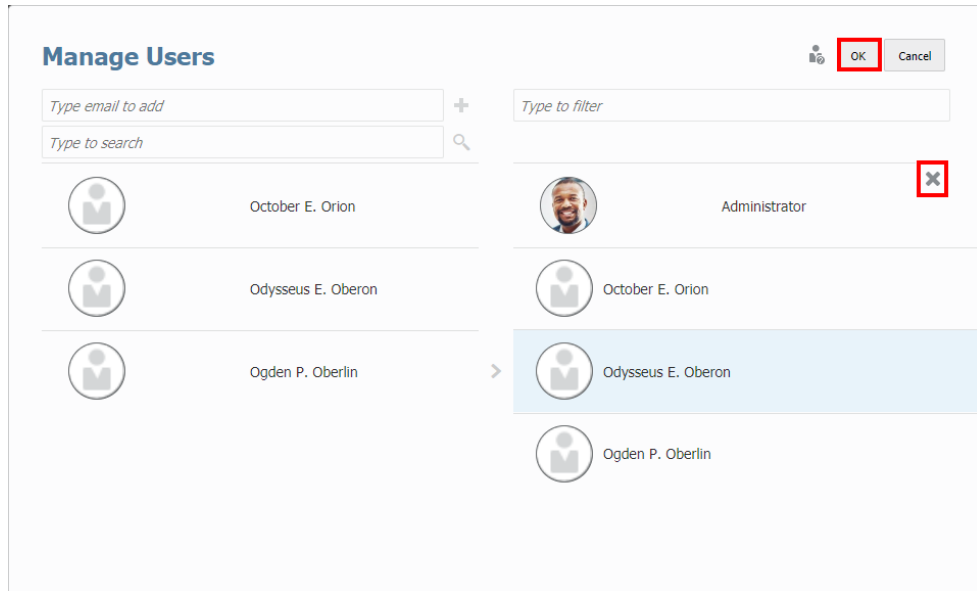 Manage Users
OK
Cancel
Type email to add
Type to filter
Type to search
October E. Orion
Administrator
Odysseus E. Oberon
October E. Orion
Ogden P. Oberlin
Odysseus E. Oberon
Ogden P. Oberlin